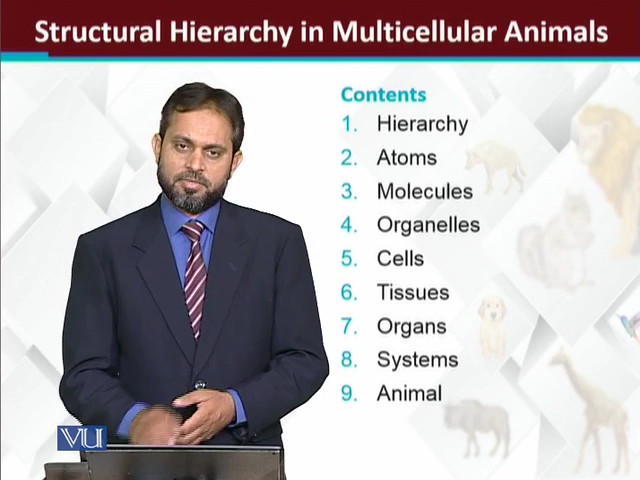 Structural Hierarchy in Multicellular Animals
Contents
1. Hierarchy
2. Atoms
3. Molecules
4. Organelles
5. Cells
6. Tissues
7. Organs
8. Systems
9. Animal
VU